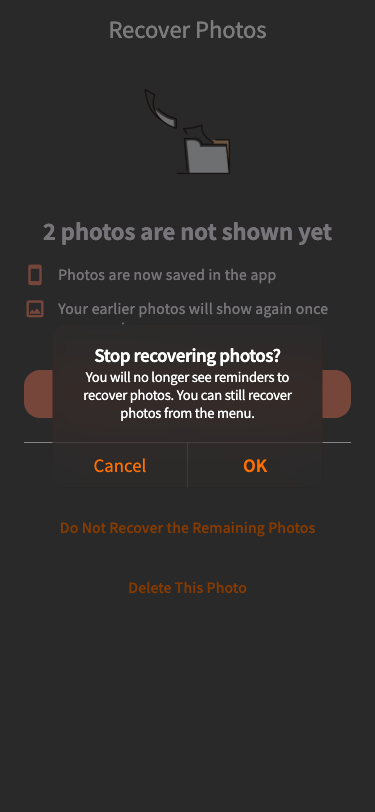 Recover Photos
2 photos are not shown yet
Photos are now saved in the app
Your earlier photos will show again once
Stop recovering photos?
You will no longer see reminders to
recover photos. You can still recover
photos from the menu.
Cancel
OK
Do Not Recover the Remaining Photos
Delete This Photo